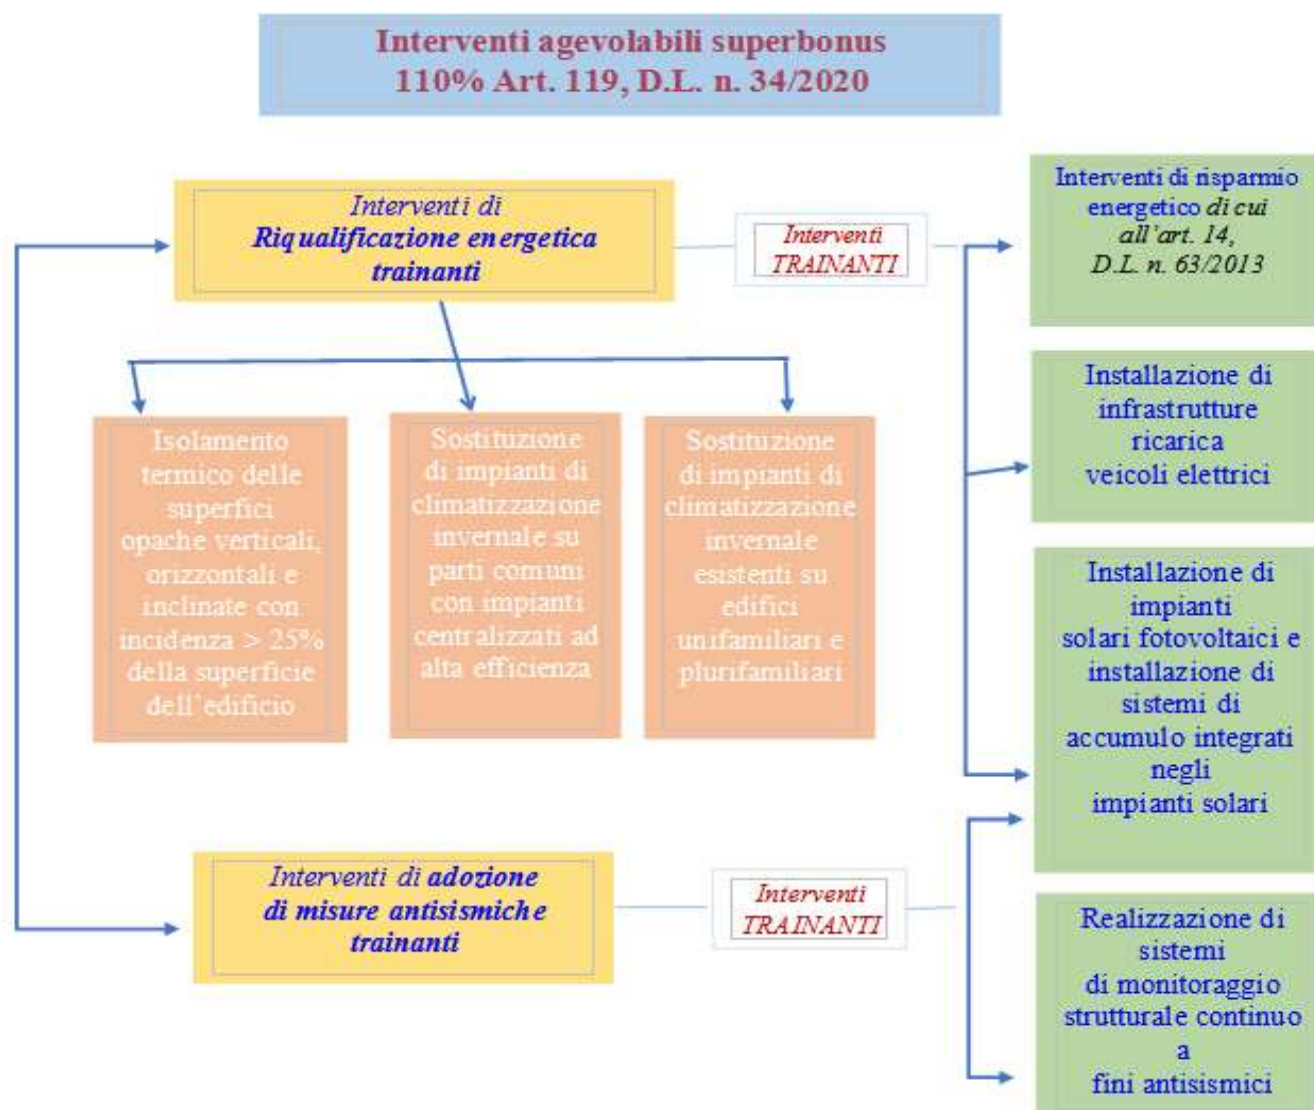 Interventi agevolabili superbonus
110% Art. 119, D.L. n. 34/2020
Interventi di
Riqualificazione energetica
trainanti
Interventi
TRAINANTI
Interventi di risparmio
energetico di cui
all'art. 14,
D.L. n. 63/2013
Installazione di
infrastrutture
ricarica
veicoli elettrici
Isolamento
termico delle
superfici
opache verticali,
orizzontali e
inclinate con
incidenza > 25%
della superficie
dell'edificio
Sostituzione
di impianti di
climatizzazione
invernale su
parti comuni
con impianti
centralizzati ad
alta efficienza
Sostituzione
di impianti di
climatizzazione
invernale
esistenti su
edifici
unifamiliari e
plurifamiliari
Installazione di
impianti
solari fotovoltaici e
installazione di
sistemi di
accumulo integrati
negli
impianti solari
Interventi di adozione
di misure antisismiche
trainanti
Interventi
TRAINANTI
Realizzazione di
sistemi
di monitoraggio
strutturale continuo
a
fini antisismici